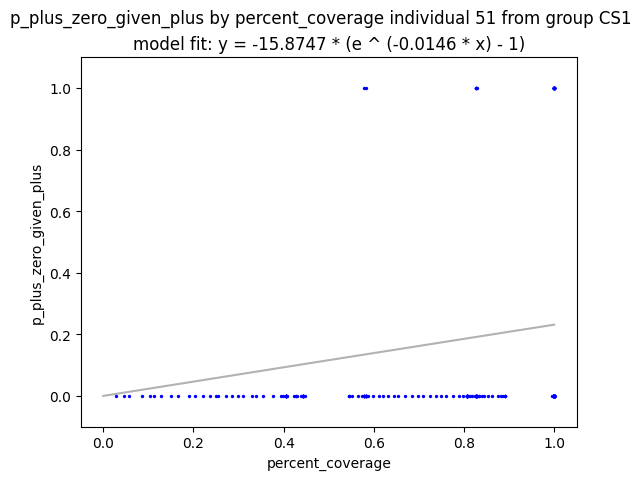 p_plus_zero_given_plus by percent_coverage individual 51 from group CS1
model fit: y = -15.8747 * (e ^ (-0.0146 * x) - 1)
1.0
0.8
0.6
0.4
0.2
0.0
p_plus_zero_given_plus
0.0 0.2 0.4 0.6 0.8 1.0
percent_coverage